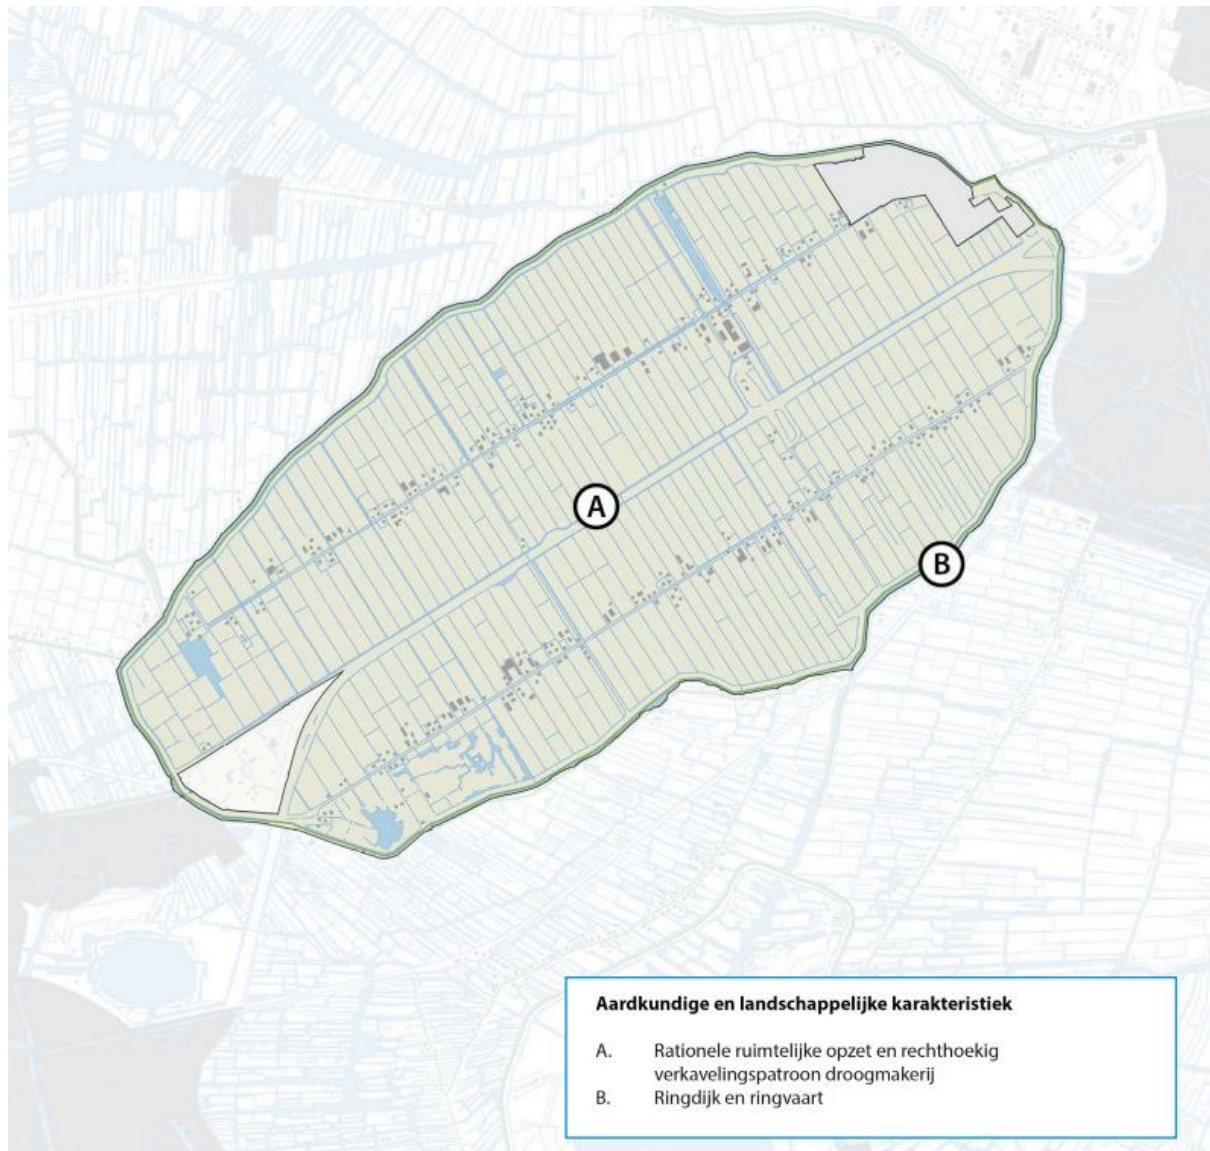 A
B
Aardkundige en landschappelijke karakteristiek
A. Rationele ruimtelijke opzet en rechthoekig
verkavelingspatroon droogmakerij
B. Ringdijk en ringvaart